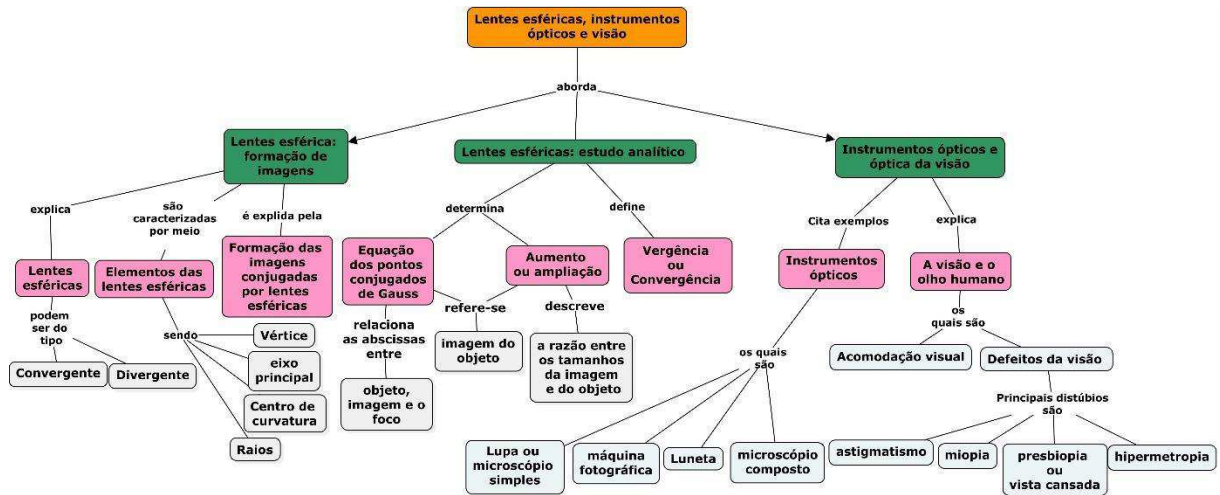 Lentes esféricas, instrumentos
ópticos e visão
aborda
Lentes esférica:
formação de
imagens
Lentes esféricas: estudo analítico
Instrumentos ópticos e
óptica da visão
explica
são
caracterizadas
por meio
é explida pela
determina
define
Cita exemplos
explica
Lentes
esféricas
Elementos das
lentes esféricas
Formação das
imagens
conjugadas
por lentes
esféricas
Equação
dos pontos
conjugados
de Gauss
Aumento
ou ampliação
Vergência
ou
Convergência
Instrumentos
ópticos
A visão e o
olho humano
podem
ser do
tipo
sendo
relaciona
as abscissas
entre
refere-se
descreve
os quais
são
os
quais são
Convergente
Divergente
Vértice
eixo
principal
Centro de
curvatura
Raios
objeto,
imagem e o
foco
imagem do
objeto
a razão entre
os tamanhos
da imagem
e do objeto
Acomodação visual
Defeitos da visão
Principais distúbios
são
Lupa ou
microscópio
simples
máquina
fotográfica
Luneta
microscópio
composto
astigmatismo
miopia
presbiopia
ou
vista cansada
hipermetropia